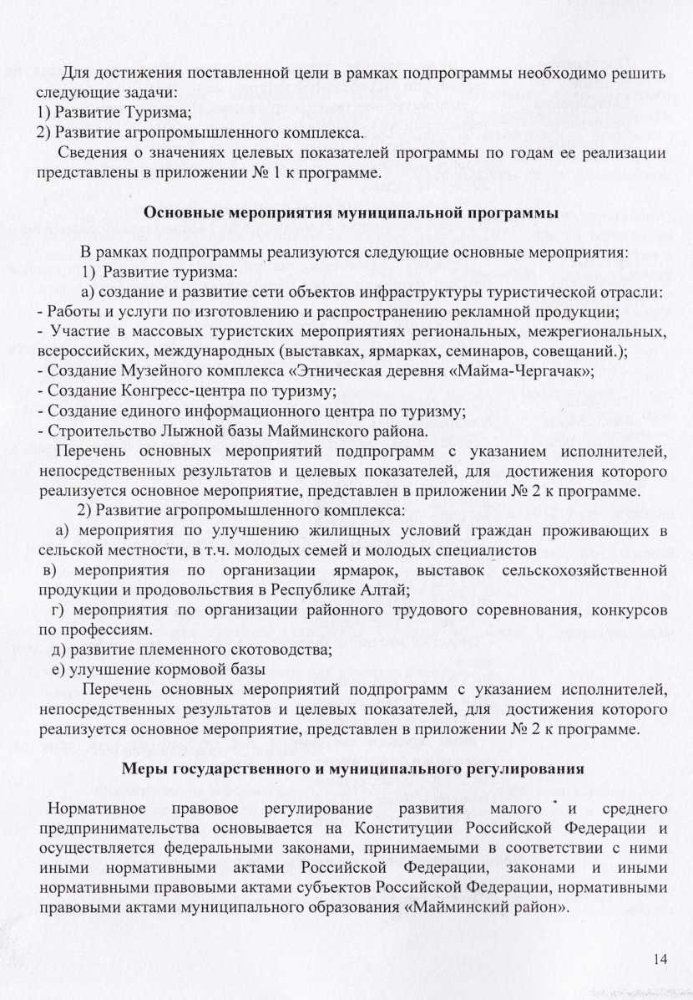 Для достижения поставленной цели в рамках подпрограммы необходимо решить
следующие задачи:
1) Развитие Туризма;
2) Развитие агропромышленного комплекса.
Сведения о значениях целевых показателей программы по годам ее реализации
представлены в приложении № 1 к программе.
Основные мероприятия муниципальной программы
В рамках подпрограммы реализуются следующие основные мероприятия:
1) Развитие туризма:
а) создание и развитие сети объектов инфраструктуры туристической отрасли:
- Работы и услуги по изготовлению и распространению рекламной продукции;
- Участие в массовых туристских мероприятиях региональных, межрегиональных,
всероссийских, международных (выставках, ярмарках, семинаров, совещаний.);
- Создание Музейного комплекса «Этническая деревня «Майма-Чергачак»;
- Создание Конгресс-центра по туризму;
- Создание единого информационного центра по туризму;
- Строительство Лыжной базы Майминского района.
Перечень основных мероприятий подпрограмм с указанием исполнителей,
непосредственных результатов и целевых показателей, для достижения которого
реализуется основное мероприятие, представлен в приложении № 2 к программе.
2) Развитие агропромышленного комплекса:
а) мероприятия по улучшению жилищных условий граждан проживающих в
сельской местности, в т.ч. молодых семей и молодых специалистов
в) мероприятия по организации ярмарок, выставок сельскохозяйственной
продукции и продовольствия в Республике Алтай;
г) мероприятия по организации районного трудового соревнования, конкурсов
по профессиям.
д) развитие племенного скотоводства;
е) улучшение кормовой базы
Перечень основных мероприятий подпрограмм с указанием исполнителей,
непосредственных результатов и целевых показателей, для достижения которого
реализуется основное мероприятие, представлен в приложении № 2 к программе.
Меры государственного и муниципального регулирования
Нормативное правовое регулирование развития малого и среднего
предпринимательства основывается на Конституции Российской Федерации и
осуществляется федеральными законами, принимаемыми в соответствии с ними
иными нормативными актами Российской Федерации, законами и иными
нормативными правовыми актами субъектов Российской Федерации, нормативными
правовыми актами муниципального образования «Майминский район».
14